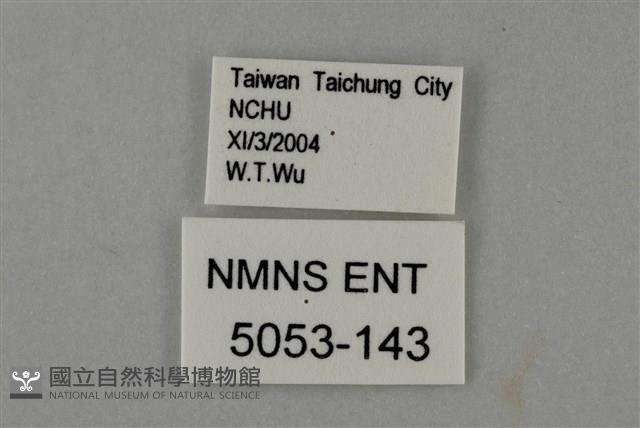 Taiwan Taichung City
NCHU
XI/3/2004
W.T.Wu
NMNS ENT
5053-143
國立自然科學博物館
NATIONAL MUSEUM OF NATURAL SCIENCE